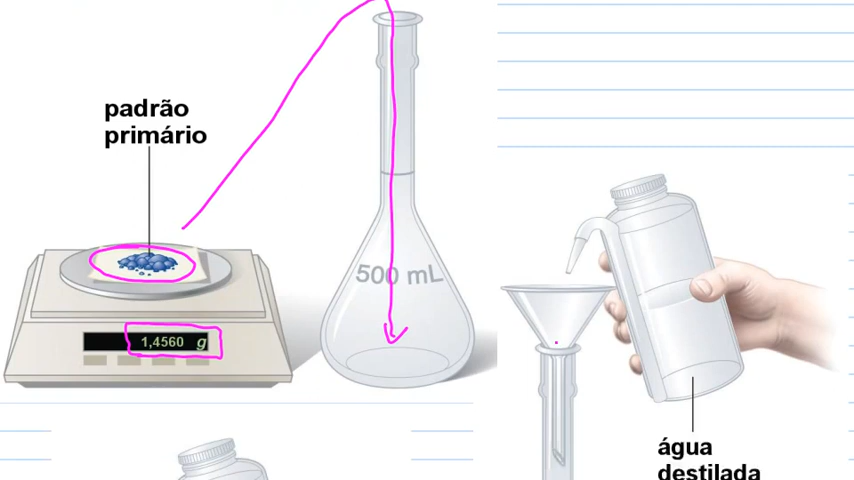 padrão
primário
500 mL
1,4560 g
água
destilada